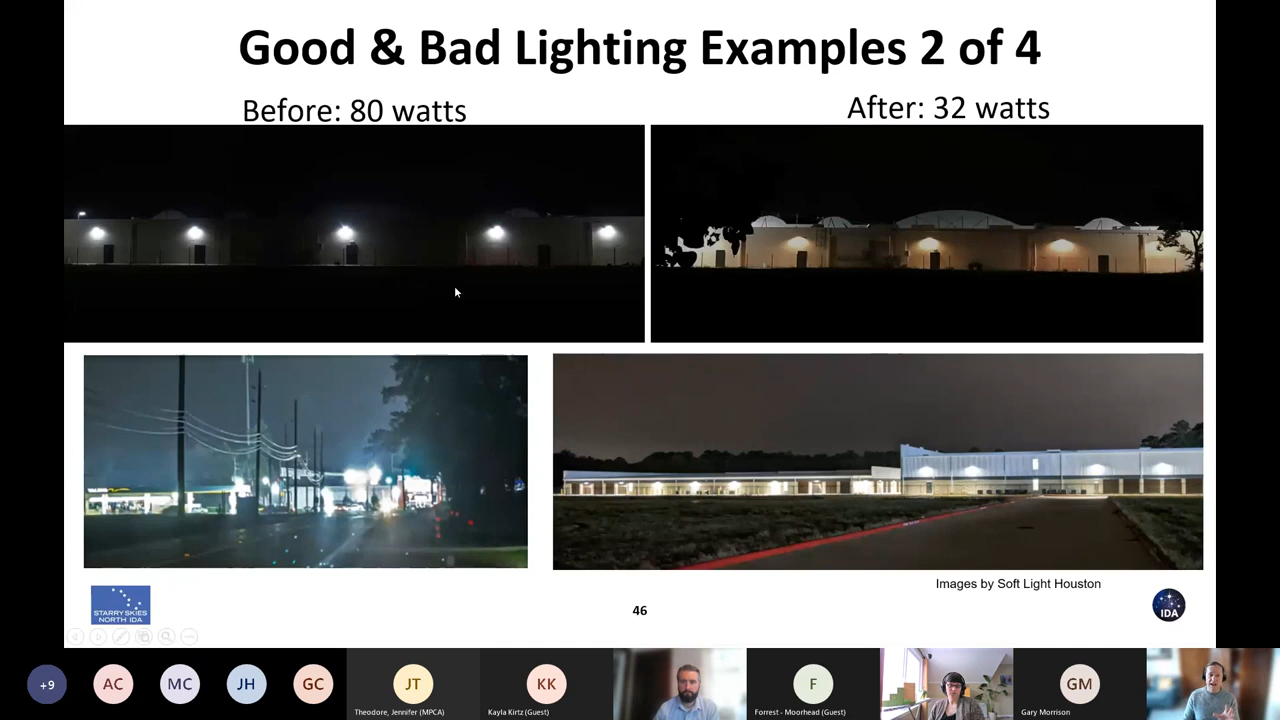 Good & Bad Lighting Examples 2 of 4
Before: 80 watts
After: 32 watts
Images by Soft Light Houston
STARRY SKIES
NORTH IDA
46
IDA
+9
AC
MC
JH
GC
JT
Theodore, Jennifer (MPCA)
KK
Kayla Kirtz (Guest)
F
Forrest - Moorhead (Guest)
GM
Gary Morrison